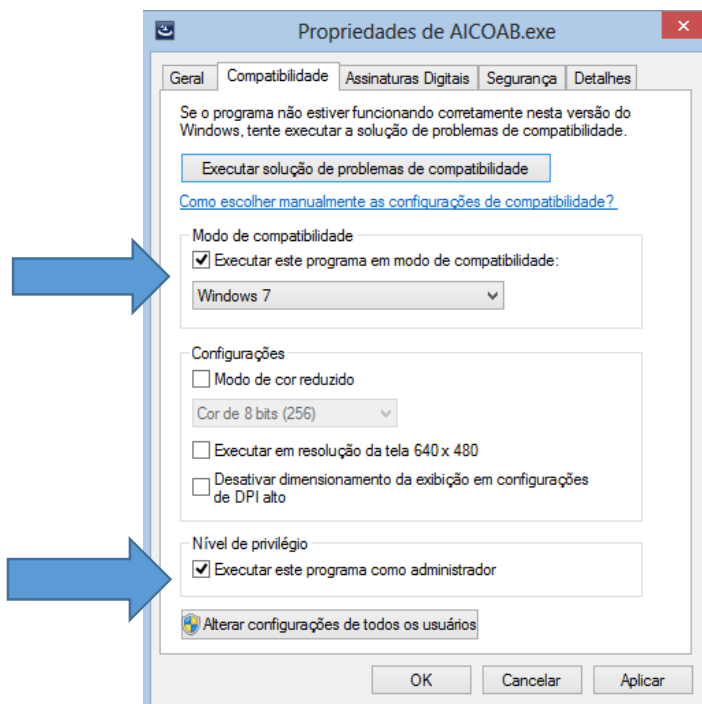 Propriedades de AICOAB.exe
Geral
Compatibilidade
Assinaturas Digitais
Segurança
Detalhes
Se o programa não estiver funcionando corretamente nesta versão do
Windows, tente executar a solução de problemas de compatibilidade.
Executar solução de problemas de compatibilidade
Como escolher manualmente as configurações de compatibilidade?
Modo de compatibilidade
Executar este programa em modo de compatibilidade:
Windows 7
Configurações
Modo de cor reduzido
Cor de 8 bits (256)
Executar em resolução da tela 640 x 480
Desativar dimensionamento da exibição em configurações
de DPI alto
Nível de privilégio
Executar este programa como administrador
Alterar configurações de todos os usuários
OK
Cancelar
Aplicar